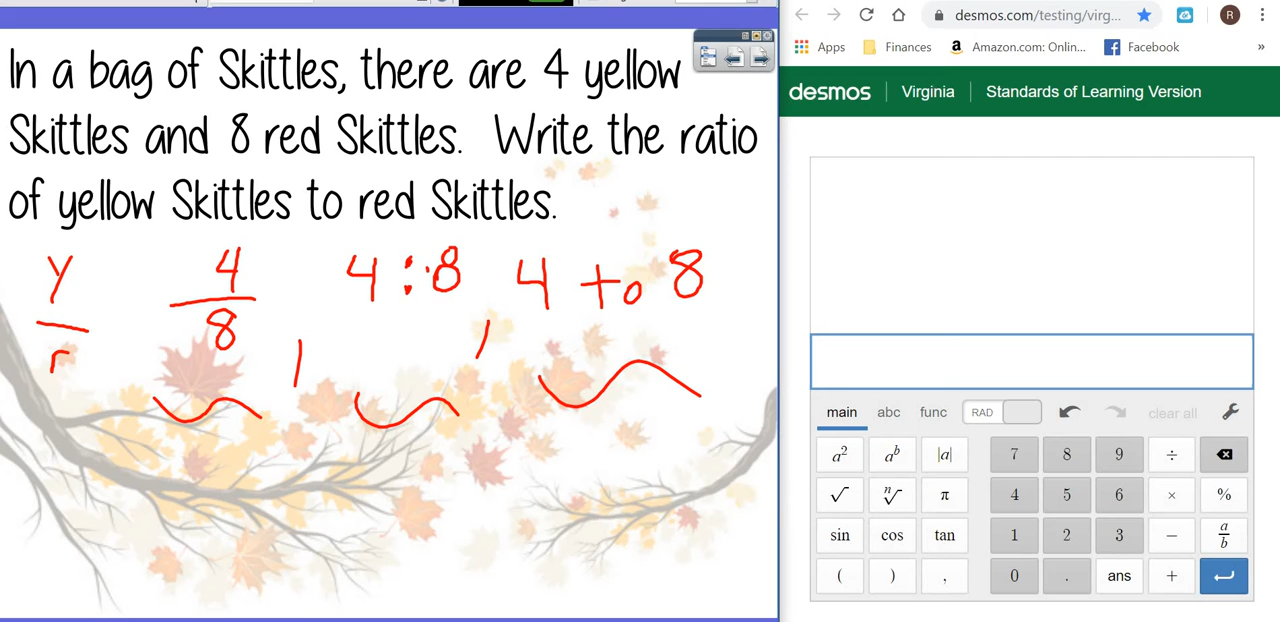 In a bag of Skittles, there are 4 yellow
Skittles and 8 red Skittles. Write the ratio
of yellow Skittles to red Skittles.
y/r 4/8 , 4:8 , 4 to 8
desmos.com/testing/virg... R
Apps Finances Amazon.com: Onlin... Facebook »
desmos Virginia Standards of Learning Version
main abc func RAD clear all
a² aᵇ |a| 7 8 9 ÷
√ ⁿ√ π 4 5 6 × %
sin cos tan 1 2 3 − a/b
( ) , 0 . ans +